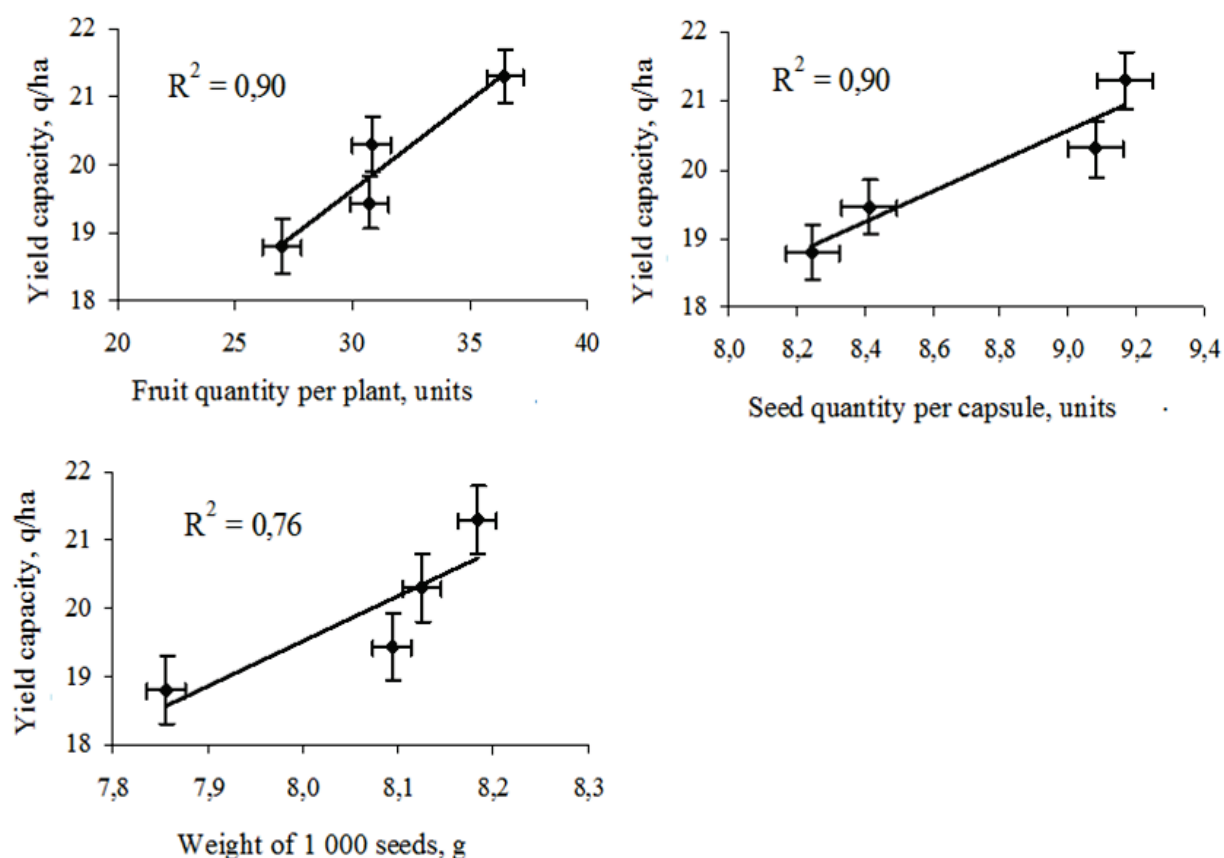 Yield capacity, q/ha
22
21
20
19
18
R² = 0,90
20 25 30 35 40
Fruit quantity per plant, units
Yield capacity, q/ha
22
21
20
19
18
R² = 0,90
8,0 8,2 8,4 8,6 8,8 9,0 9,2 9,4
Seed quantity per capsule, units
Yield capacity, q/ha
22
21
20
19
18
R² = 0,76
7,8 7,9 8,0 8,1 8,2 8,3
Weight of 1 000 seeds, g